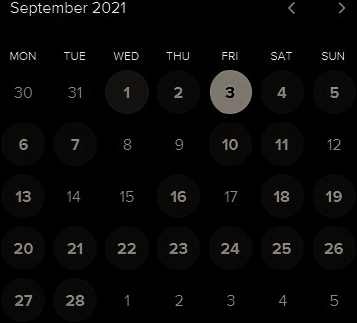 September 2021
MON TUE WED THU FRI SAT SUN
30 31 1 2 3 4 5
6 7 8 9 10 11 12
13 14 15 16 17 18 19
20 21 22 23 24 25 26
27 28 1 2 3 4 5